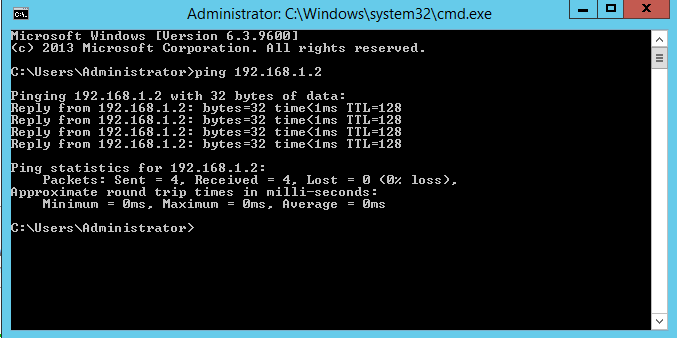 Administrator: C:\Windows\system32\cmd.exe
Microsoft Windows [Version 6.3.9600]
(c) 2013 Microsoft Corporation. All rights reserved.
C:\Users\Administrator>ping 192.168.1.2
Pinging 192.168.1.2 with 32 bytes of data:
Reply from 192.168.1.2: bytes=32 time<1ms TTL=128
Reply from 192.168.1.2: bytes=32 time<1ms TTL=128
Reply from 192.168.1.2: bytes=32 time<1ms TTL=128
Reply from 192.168.1.2: bytes=32 time<1ms TTL=128
Ping statistics for 192.168.1.2:
    Packets: Sent = 4, Received = 4, Lost = 0 (0% loss),
Approximate round trip times in milli-seconds:
    Minimum = 0ms, Maximum = 0ms, Average = 0ms
C:\Users\Administrator>